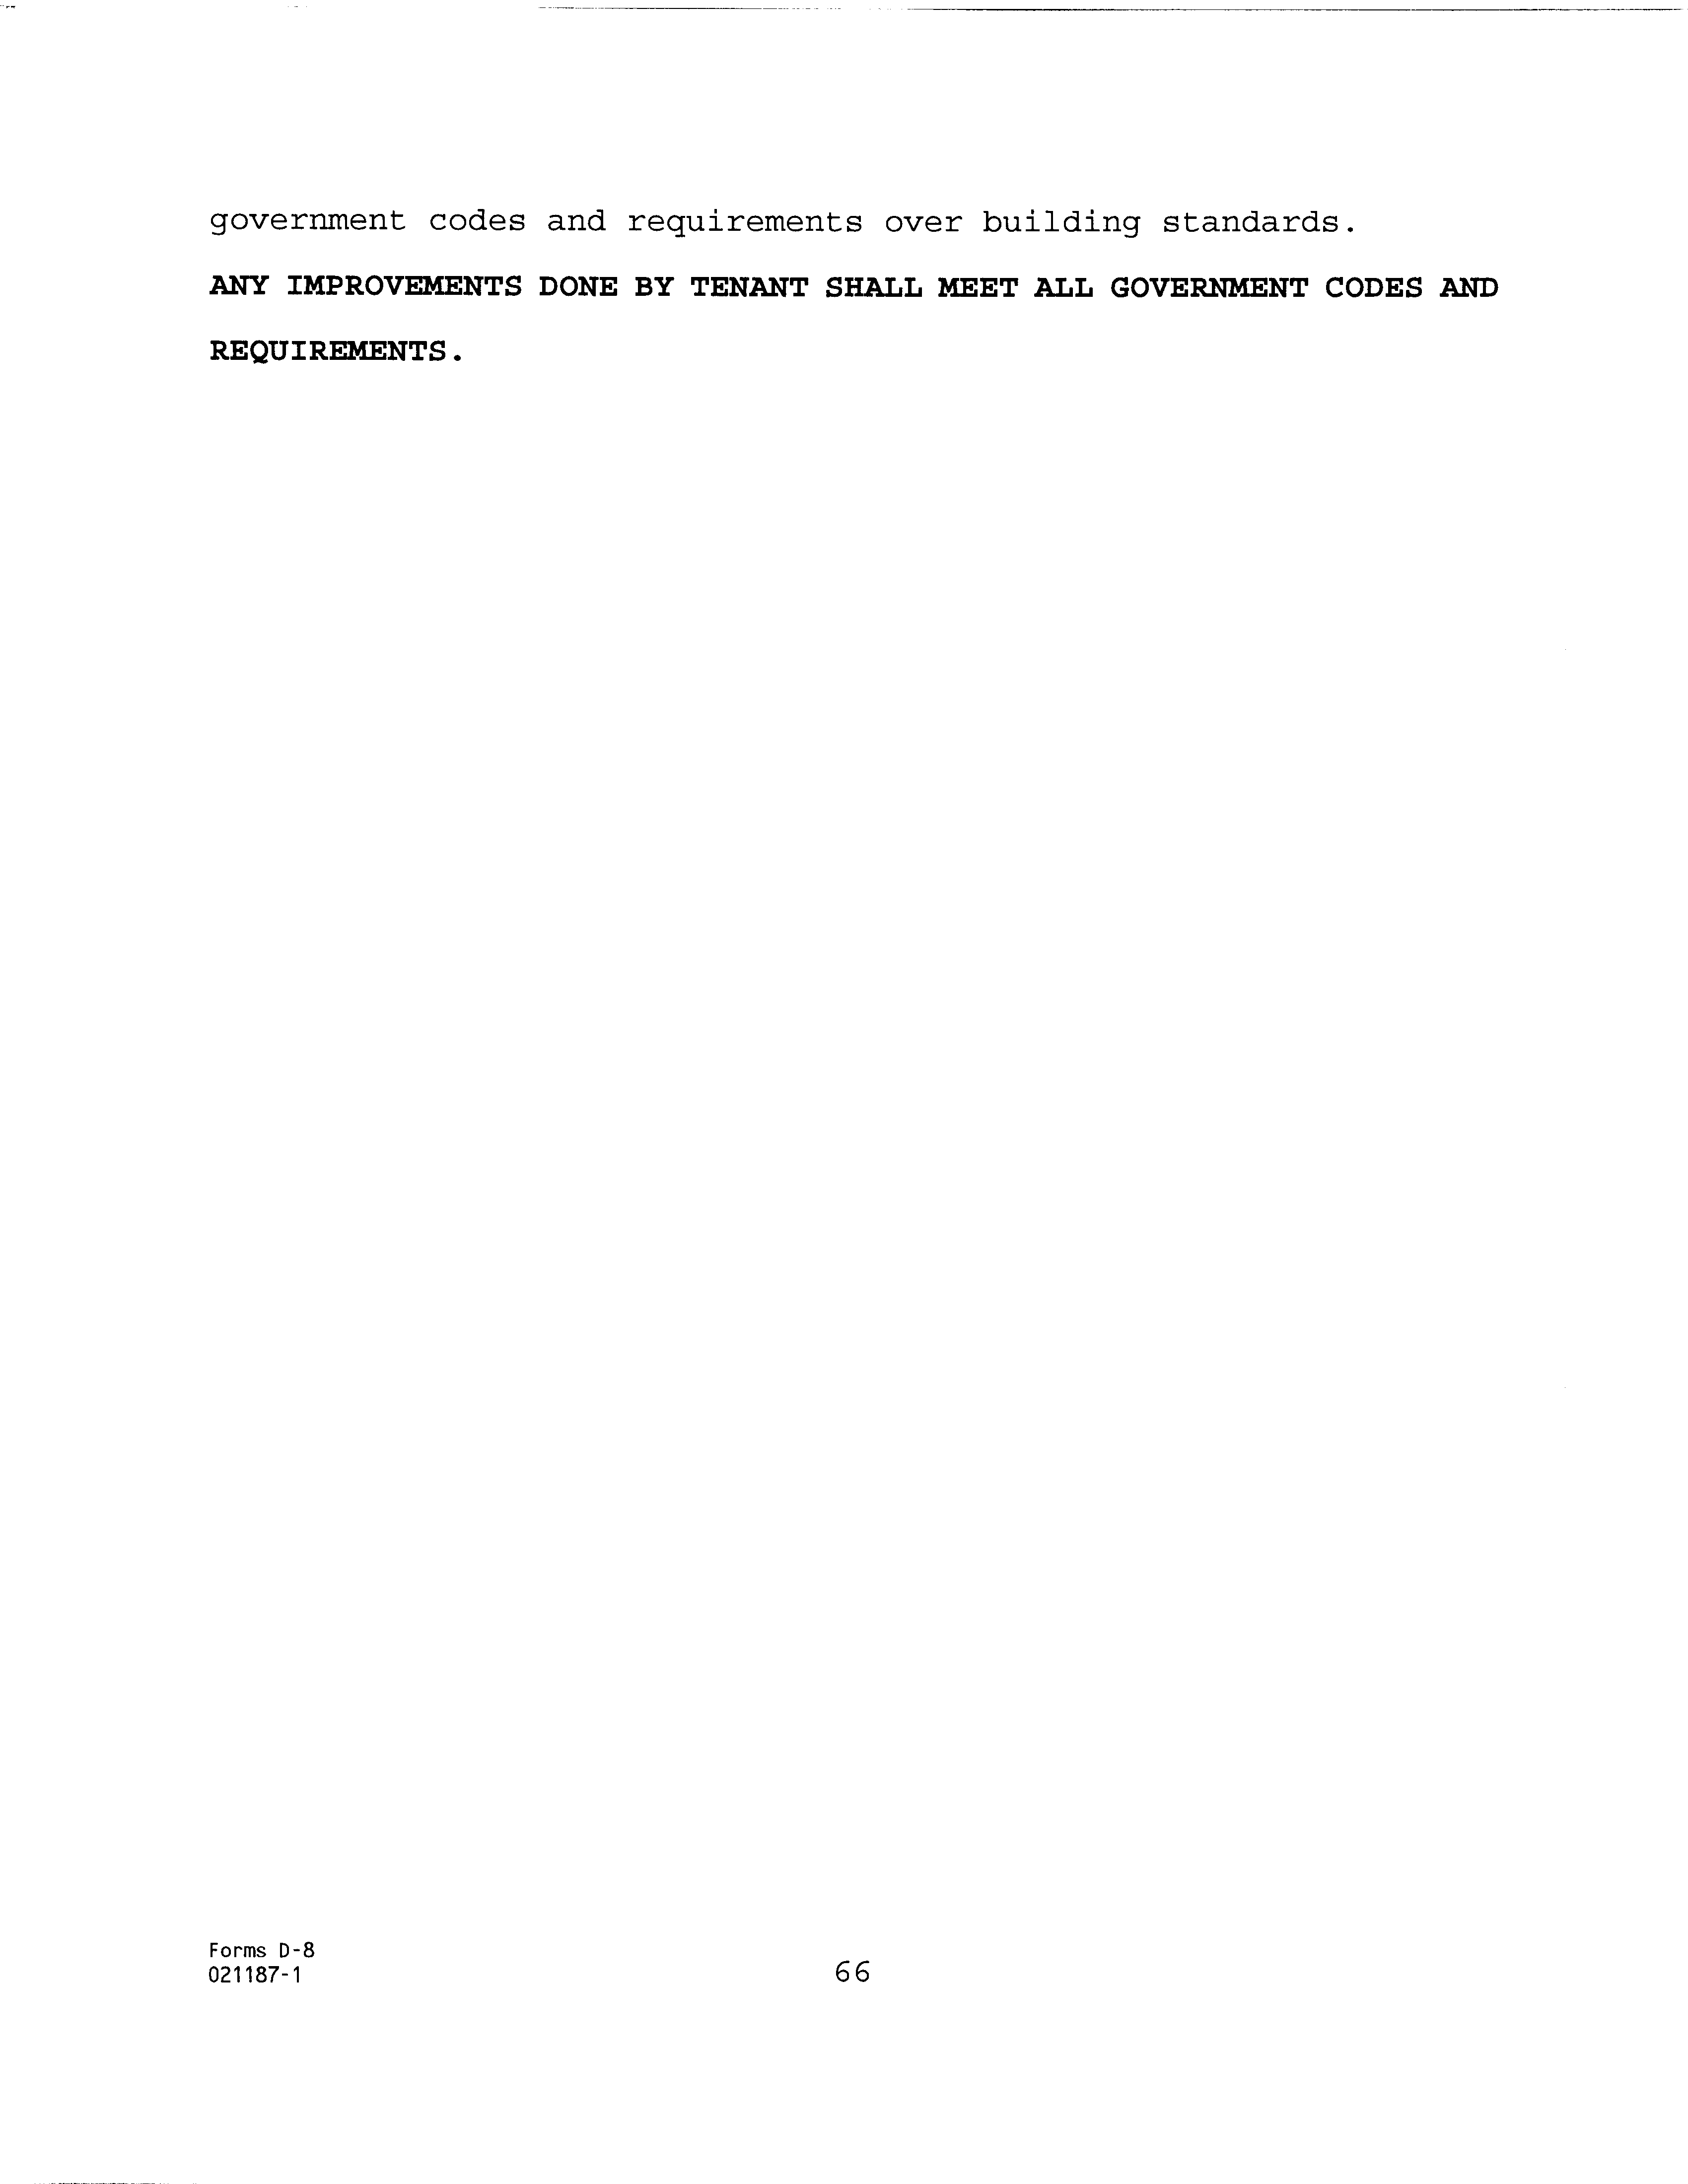 government codes and requirements over building standards.
ANY IMPROVEMENTS DONE BY TENANT SHALL MEET ALL GOVERNMENT CODES AND
REQUIREMENTS.
Forms D-8
021187-1
66